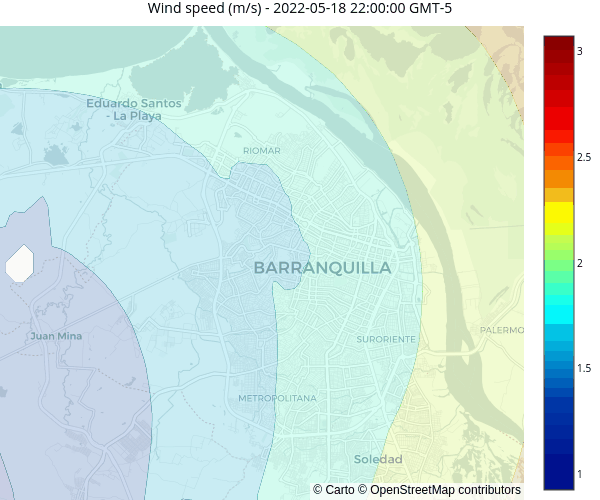 Wind speed (m/s) - 2022-05-18 22:00:00 GMT-5
Eduardo Santos
- La Playa
RIOMAR
BARRANQUILLA
Juan Mina
SURORIENTE
PALERMO
METROPOLITANA
Soledad
© Carto © OpenStreetMap contributors
3
2.5
2
1.5
1